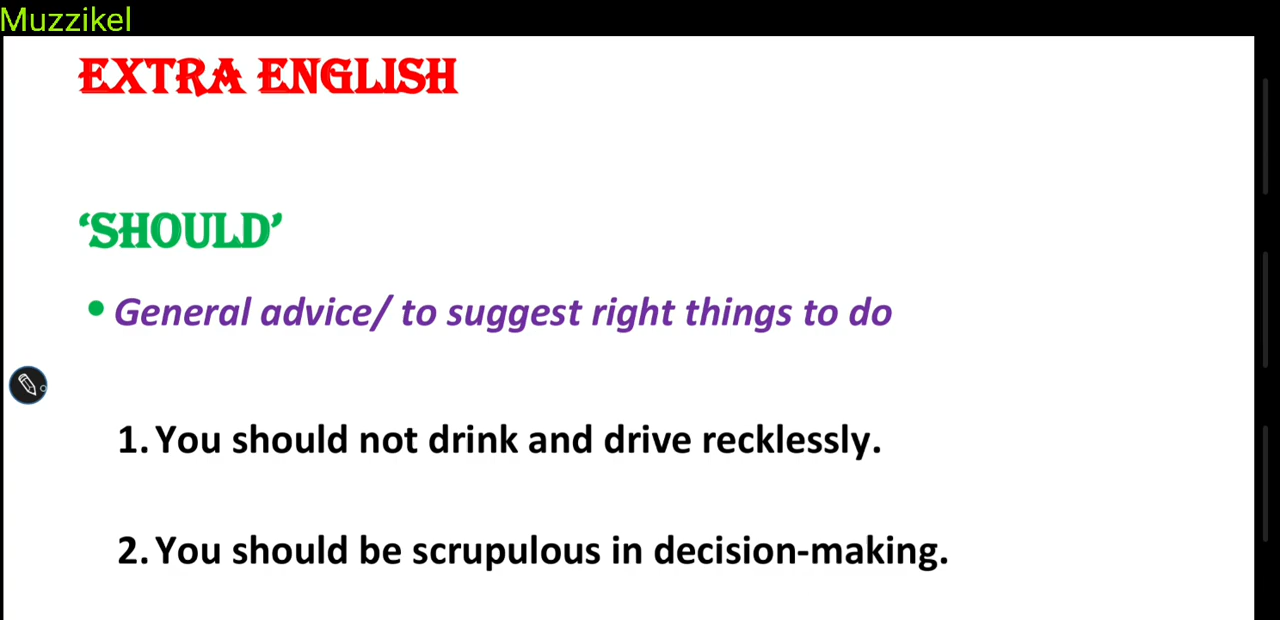 Muzzikel
EXTRA ENGLISH
‘SHOULD’
• General advice/ to suggest right things to do
1. You should not drink and drive recklessly.
2. You should be scrupulous in decision-making.